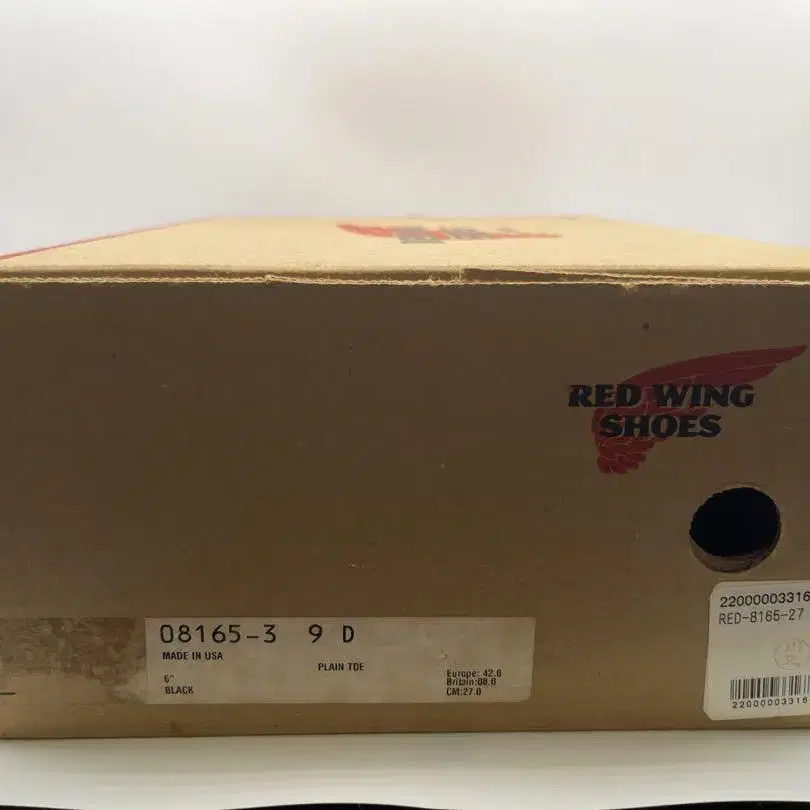 RED WING
SHOES
08165-3 9 D
MADE IN USA
PLAIN TOE
6"
BLACK
Europe: 42.0
Britain:08.0
CM:27.0
22000003316
RED-8165-27
22000003316